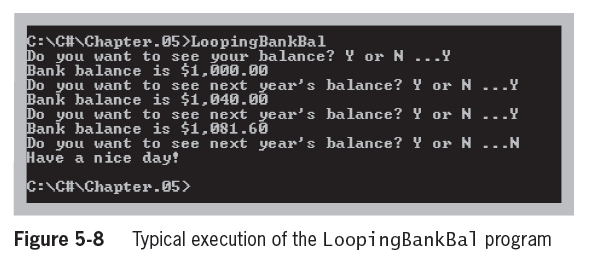 C:\C#\Chapter.05>LoopingBankBal
Do you want to see your balance? Y or N ...Y
Bank balance is $1,000.00
Do you want to see next year's balance? Y or N ...Y
Bank balance is $1,040.00
Do you want to see next year's balance? Y or N ...Y
Bank balance is $1,081.60
Do you want to see next year's balance? Y or N ...N
Have a nice day!
C:\C#\Chapter.05>
Figure 5-8 Typical execution of the LoopingBankBal program